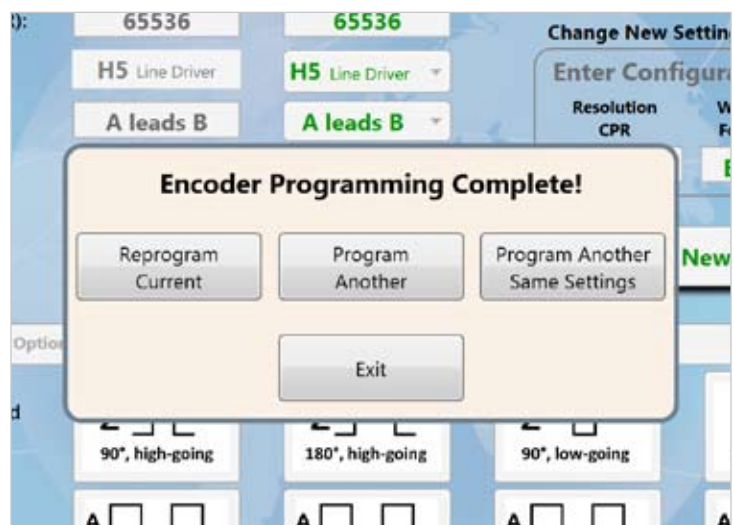 ):
65536
65536
Change New Settin
H5 Line Driver
H5 Line Driver
Enter Configura
A leads B
A leads B
Resolution
CPR
Encoder Programming Complete!
Reprogram
Current
Program
Another
Program Another
Same Settings
New
Exit
Optio
d
90°, high-going
180°, high-going
90°, low-going
A
A
A